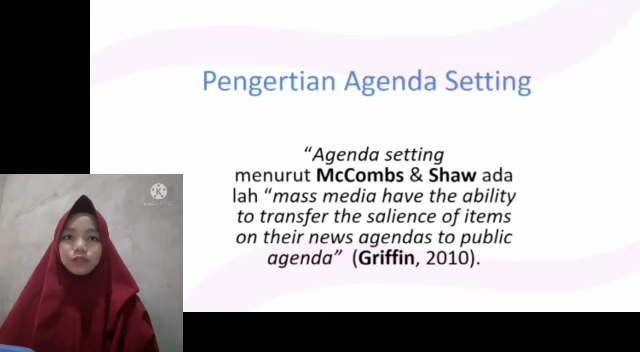 Pengertian Agenda Setting
“Agenda setting
menurut McCombs & Shaw ada
lah “mass media have the ability
to transfer the salience of items
on their news agendas to public
agenda” (Griffin, 2010).